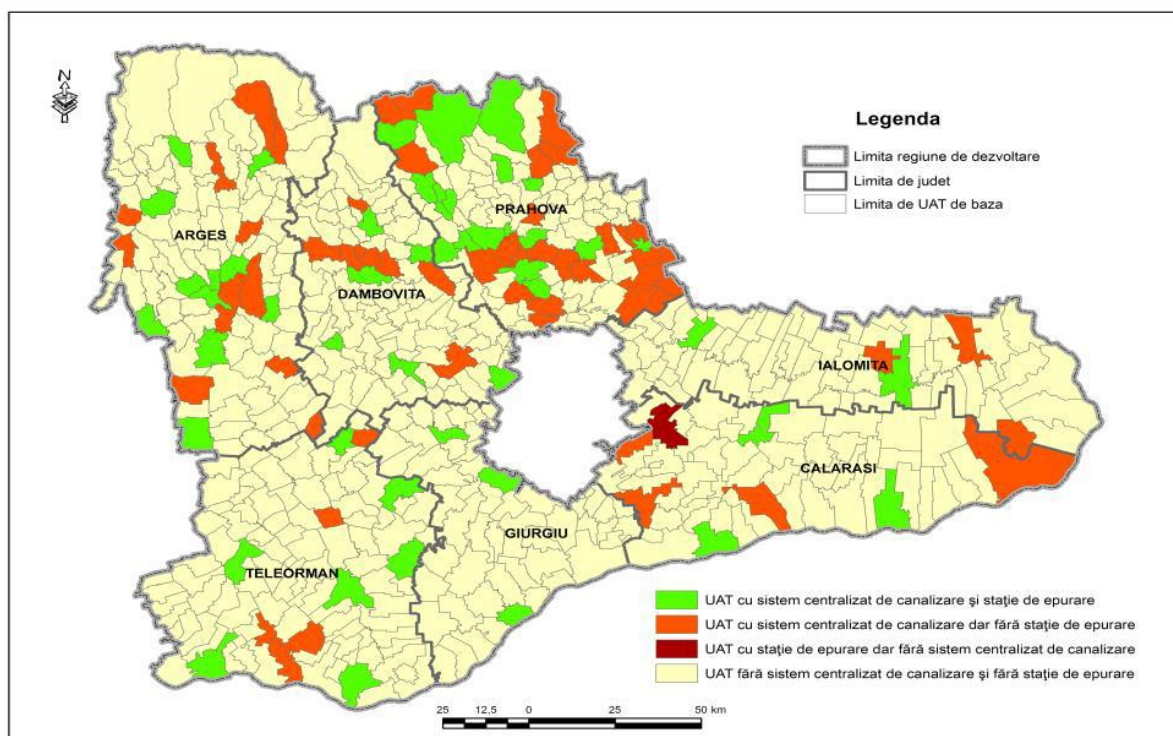 N
Legenda
Limita regiune de dezvoltare
Limita de judet
Limita de UAT de baza
PRAHOVA
ARGES
DAMBOVITA
IALOMITA
CALARASI
GIURGIU
TELEORMAN
UAT cu sistem centralizat de canalizare şi staţie de epurare
UAT cu sistem centralizat de canalizare dar fără staţie de epurare
UAT cu staţie de epurare dar fără sistem centralizat de canalizare
UAT fără sistem centralizat de canalizare şi fără staţie de epurare
25 12,5 0 25 50 km